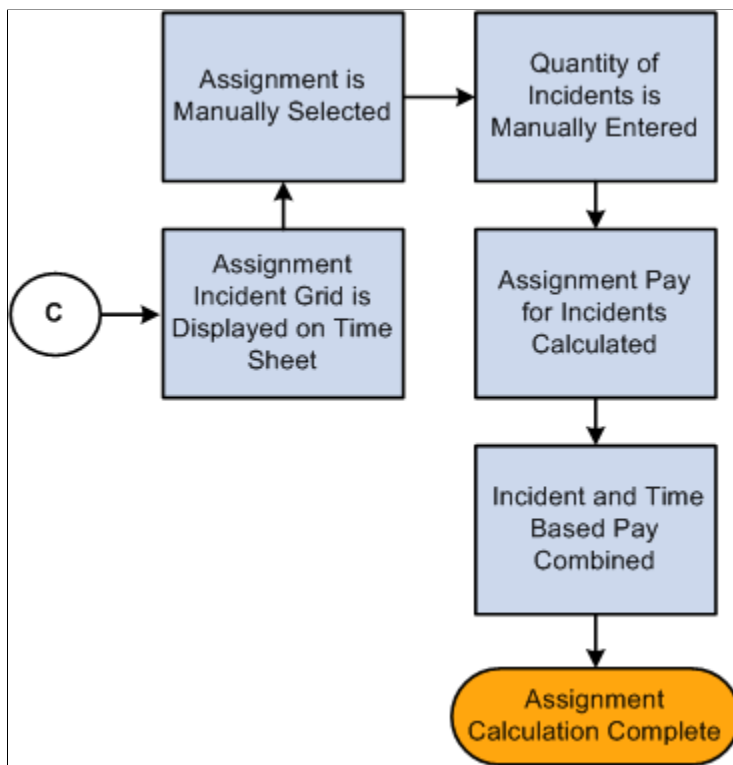 C
Assignment
Incident Grid is
Displayed on Time
Sheet
Assignment is
Manually Selected
Quantity of
Incidents is
Manually Entered
Assignment Pay
for Incidents
Calculated
Incident and Time
Based Pay
Combined
Assignment
Calculation Complete